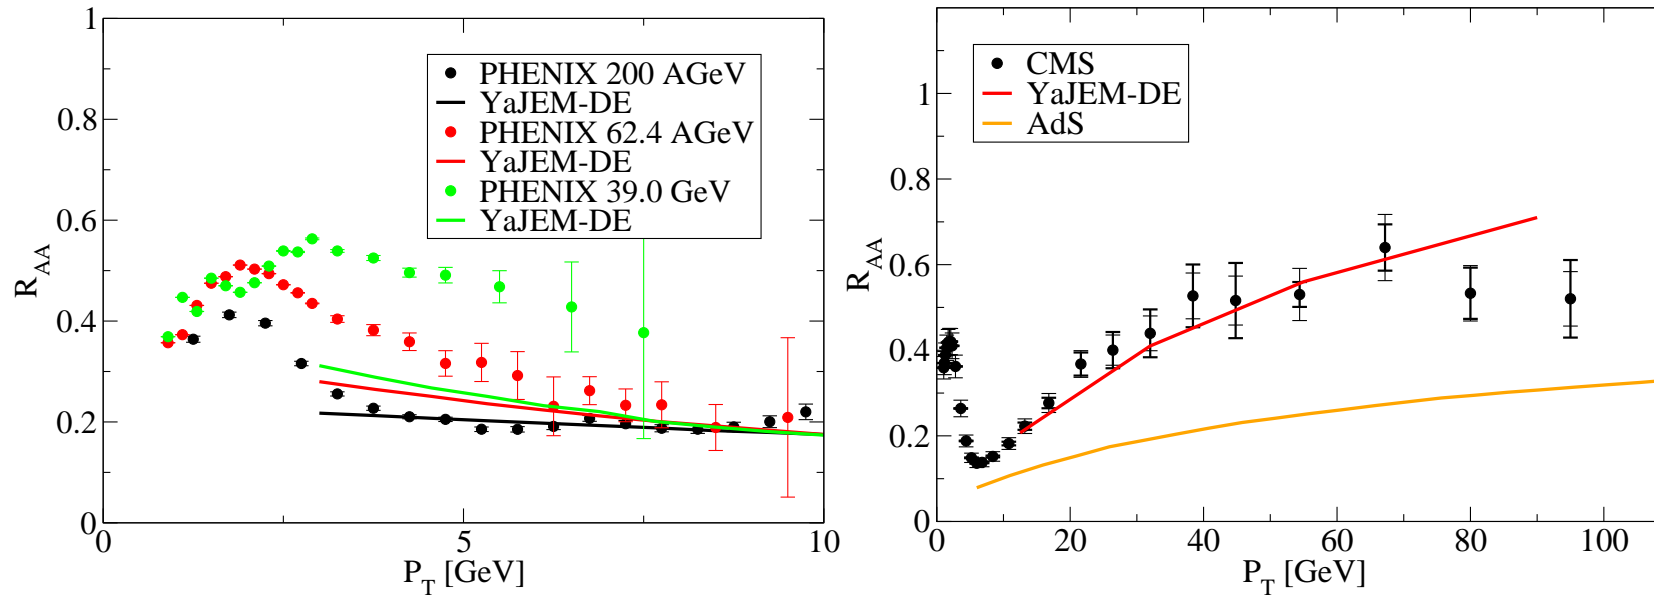 1
0.8
0.6
0.4
0.2
0
R_AA
PHENIX 200 AGeV
YaJEM-DE
PHENIX 62.4 AGeV
YaJEM-DE
PHENIX 39.0 GeV
YaJEM-DE
0 5 10
P_T [GeV]
1
0.8
0.6
0.4
0.2
0
R_AA
CMS
YaJEM-DE
AdS
0 20 40 60 80 100
P_T [GeV]